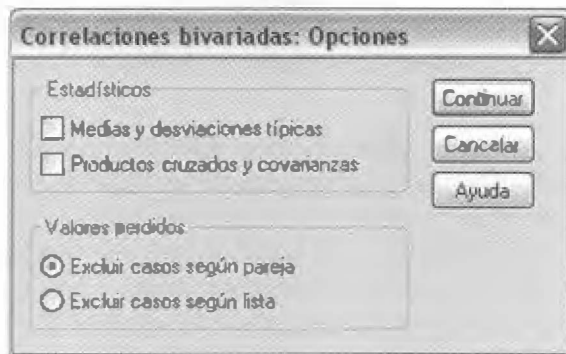 Correlaciones bivariadas: Opciones
Estadísticos
Medias y desviaciones típicas
Productos cruzados y covarianzas
Valores perdidos
Excluir casos según pareja
Excluir casos según lista
Continuar
Cancelar
Ayuda